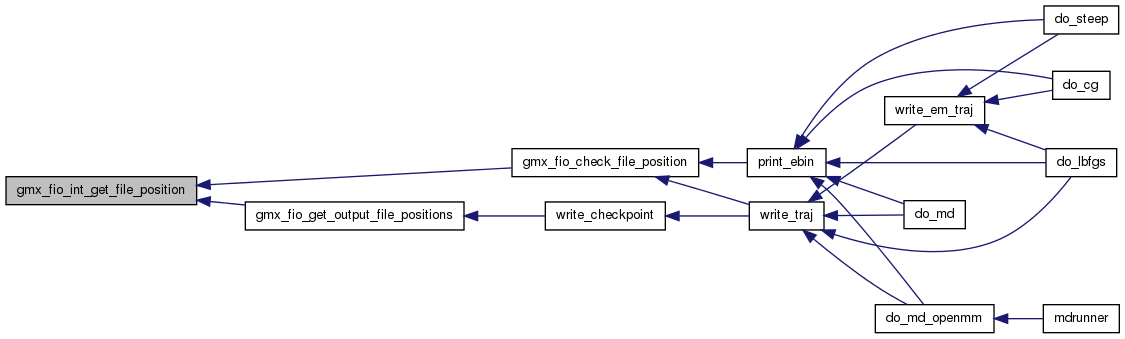 do_steep
do_cg
write_em_traj
gmx_fio_check_file_position
print_ebin
do_lbfgs
gmx_fio_int_get_file_position
gmx_fio_get_output_file_positions
write_checkpoint
write_traj
do_md
do_md_openmm
mdrunner